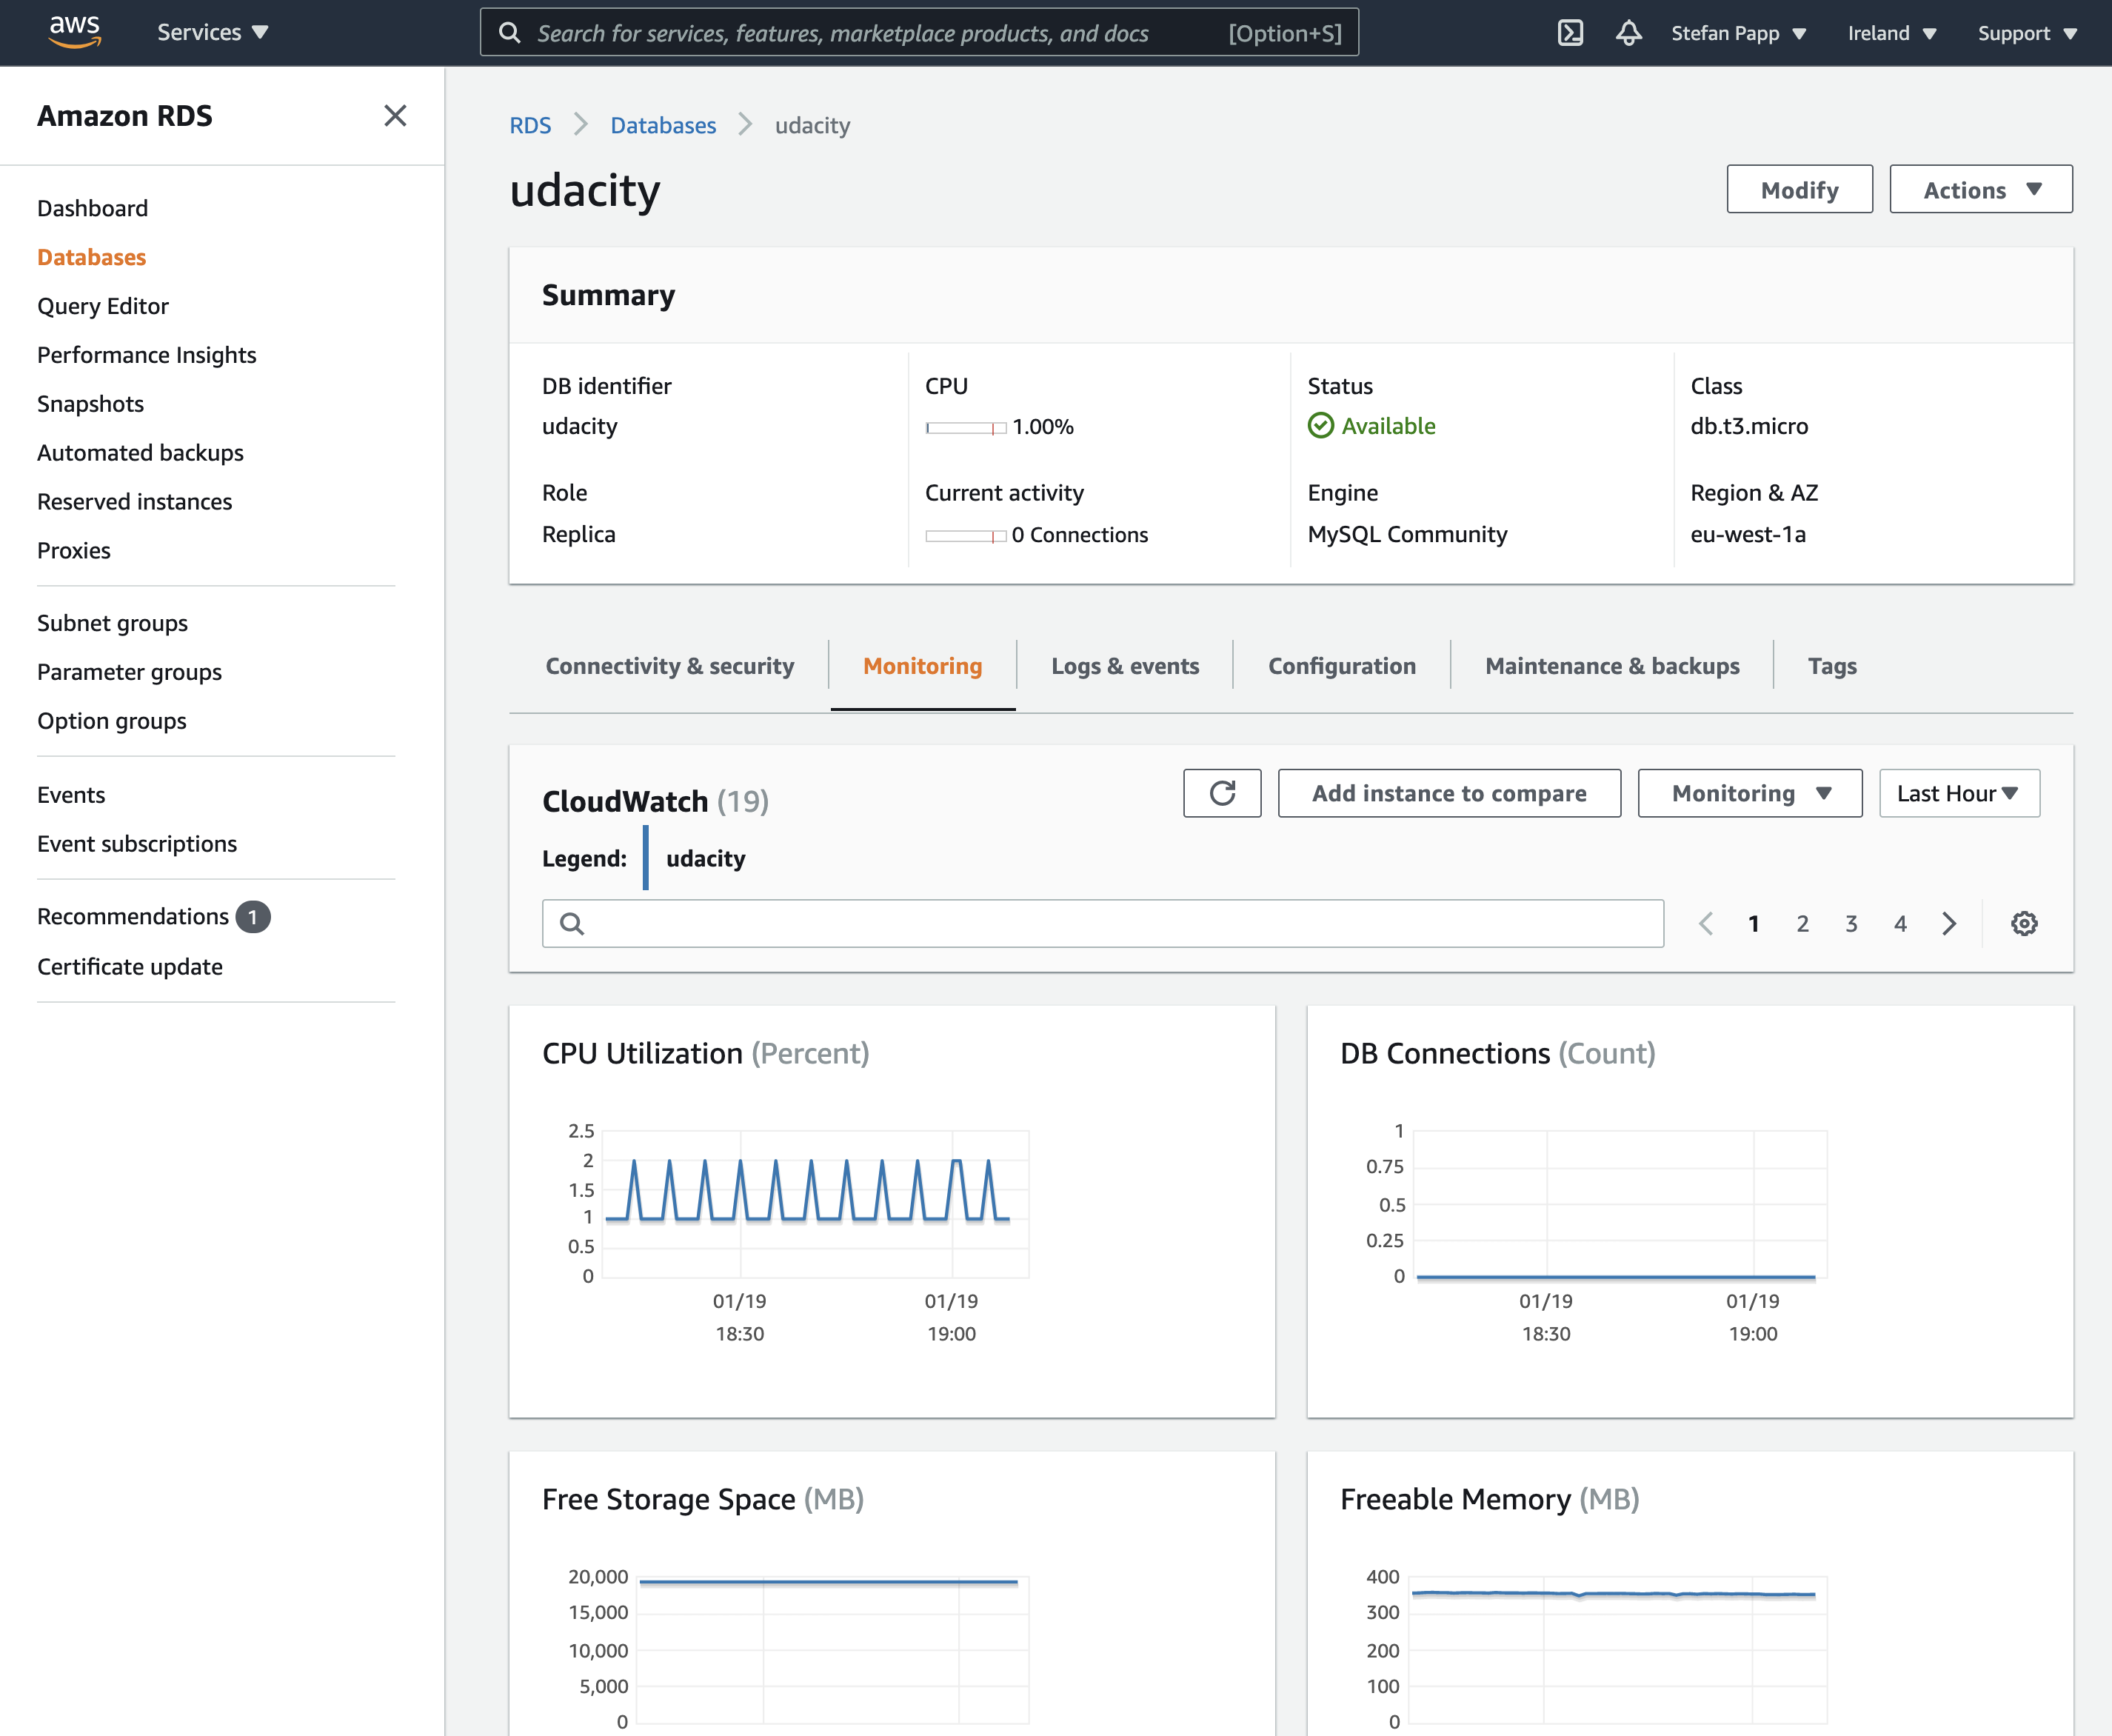 aws
Services
Search for services, features, marketplace products, and docs [Option+S]
Stefan Papp
Ireland
Support
Amazon RDS
Dashboard
Databases
Query Editor
Performance Insights
Snapshots
Automated backups
Reserved instances
Proxies
Subnet groups
Parameter groups
Option groups
Events
Event subscriptions
Recommendations 1
Certificate update
RDS > Databases > udacity
udacity
Modify
Actions
Summary
DB identifier
udacity
CPU
1.00%
Status
Available
Class
db.t3.micro
Role
Replica
Current activity
0 Connections
Engine
MySQL Community
Region & AZ
eu-west-1a
Connectivity & security
Monitoring
Logs & events
Configuration
Maintenance & backups
Tags
CloudWatch (19)
Add instance to compare
Monitoring
Last Hour
Legend: udacity
1 2 3 4
CPU Utilization (Percent)
2.5
2
1.5
1
0.5
0
01/19 01/19
18:30 19:00
DB Connections (Count)
1
0.75
0.5
0.25
0
01/19 01/19
18:30 19:00
Free Storage Space (MB)
20,000
15,000
10,000
5,000
0
Freeable Memory (MB)
400
300
200
100
0